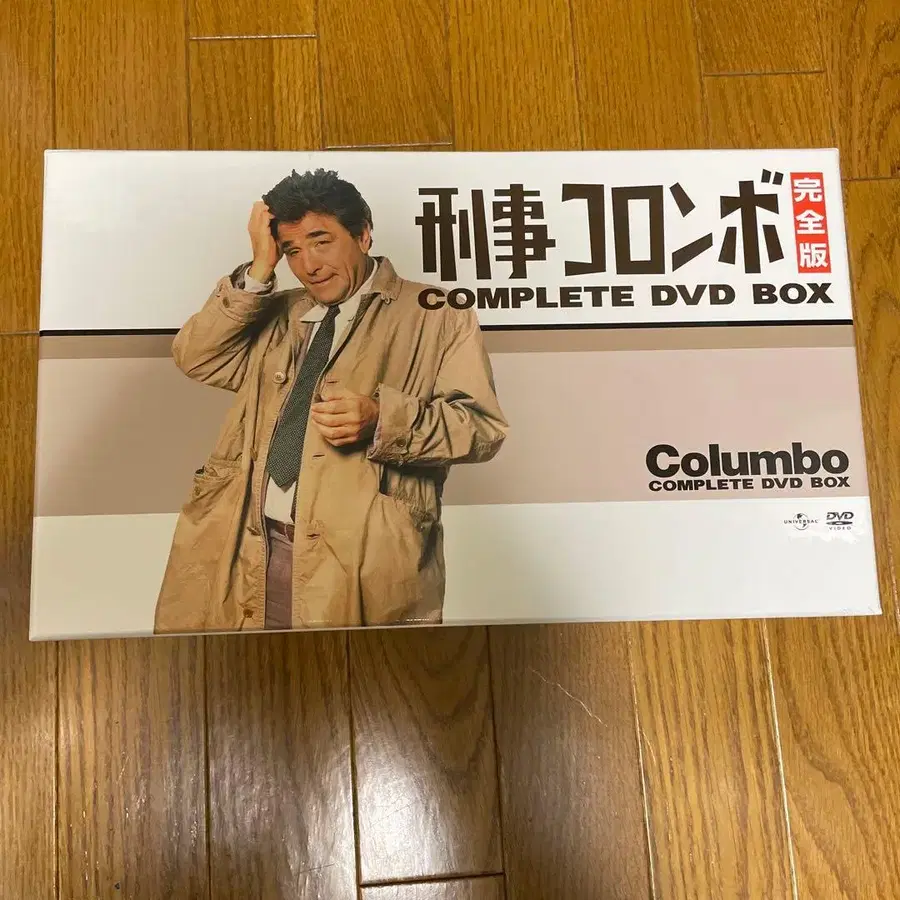 刑事コロンボ
完全版
COMPLETE DVD BOX
Columbo
COMPLETE DVD BOX
UNIVERSAL
DVD
VIDEO